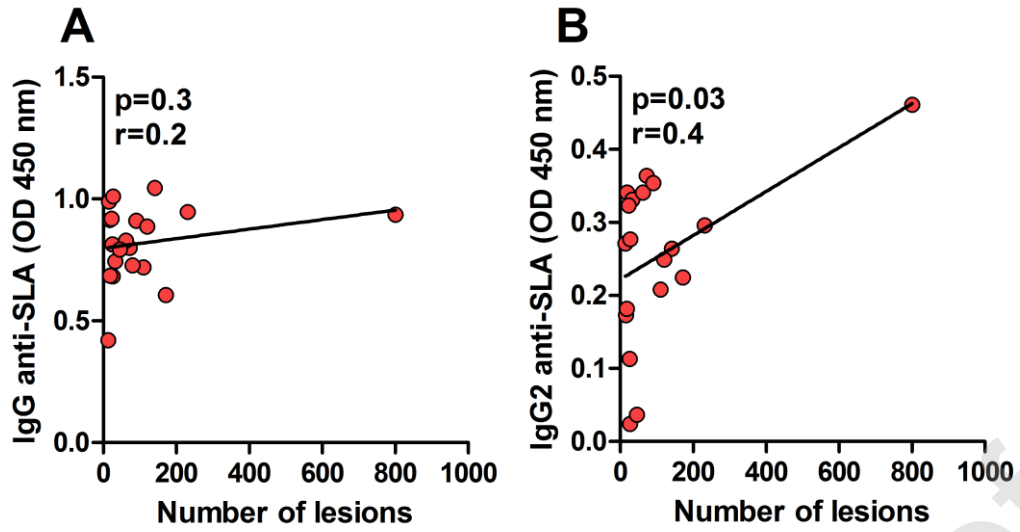 A
IgG anti-SLA (OD 450 nm)
1.5
1.0
0.5
0.0
p=0.3
r=0.2
0 200 400 600 800 1000
Number of lesions
B
IgG2 anti-SLA (OD 450 nm)
0.5
0.4
0.3
0.2
0.1
0.0
p=0.03
r=0.4
0 200 400 600 800 1000
Number of lesions